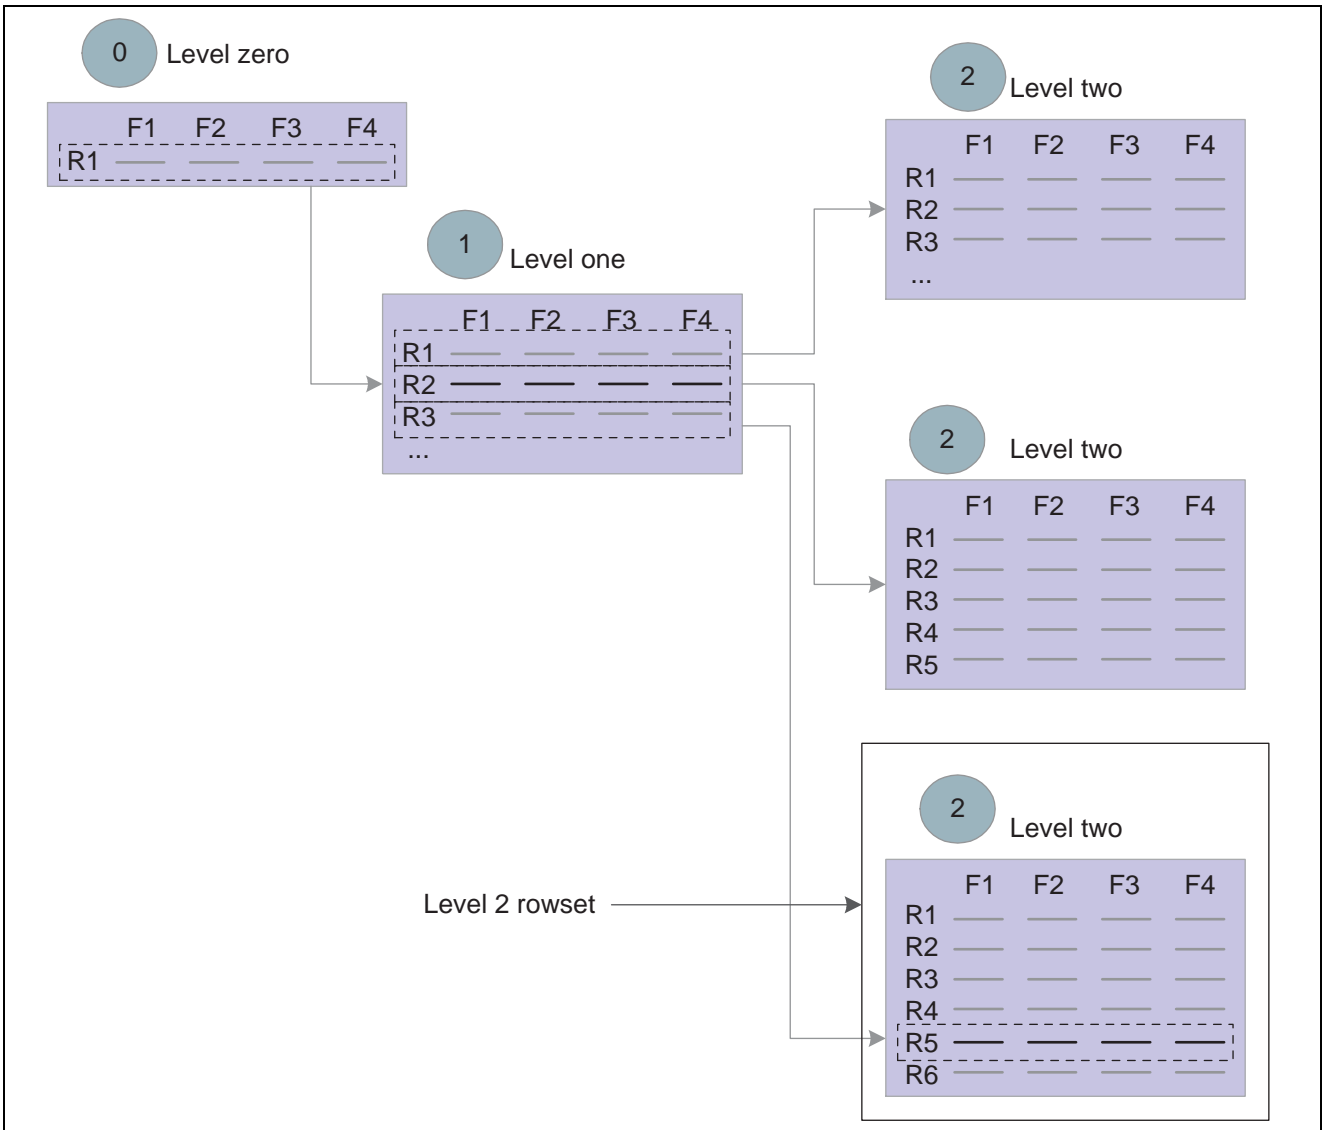 0 Level zero
F1 F2 F3 F4
R1
1 Level one
F1 F2 F3 F4
R1
R2
R3
...
2 Level two
F1 F2 F3 F4
R1
R2
R3
...
2 Level two
F1 F2 F3 F4
R1
R2
R3
R4
R5
Level 2 rowset
2 Level two
F1 F2 F3 F4
R1
R2
R3
R4
R5
R6